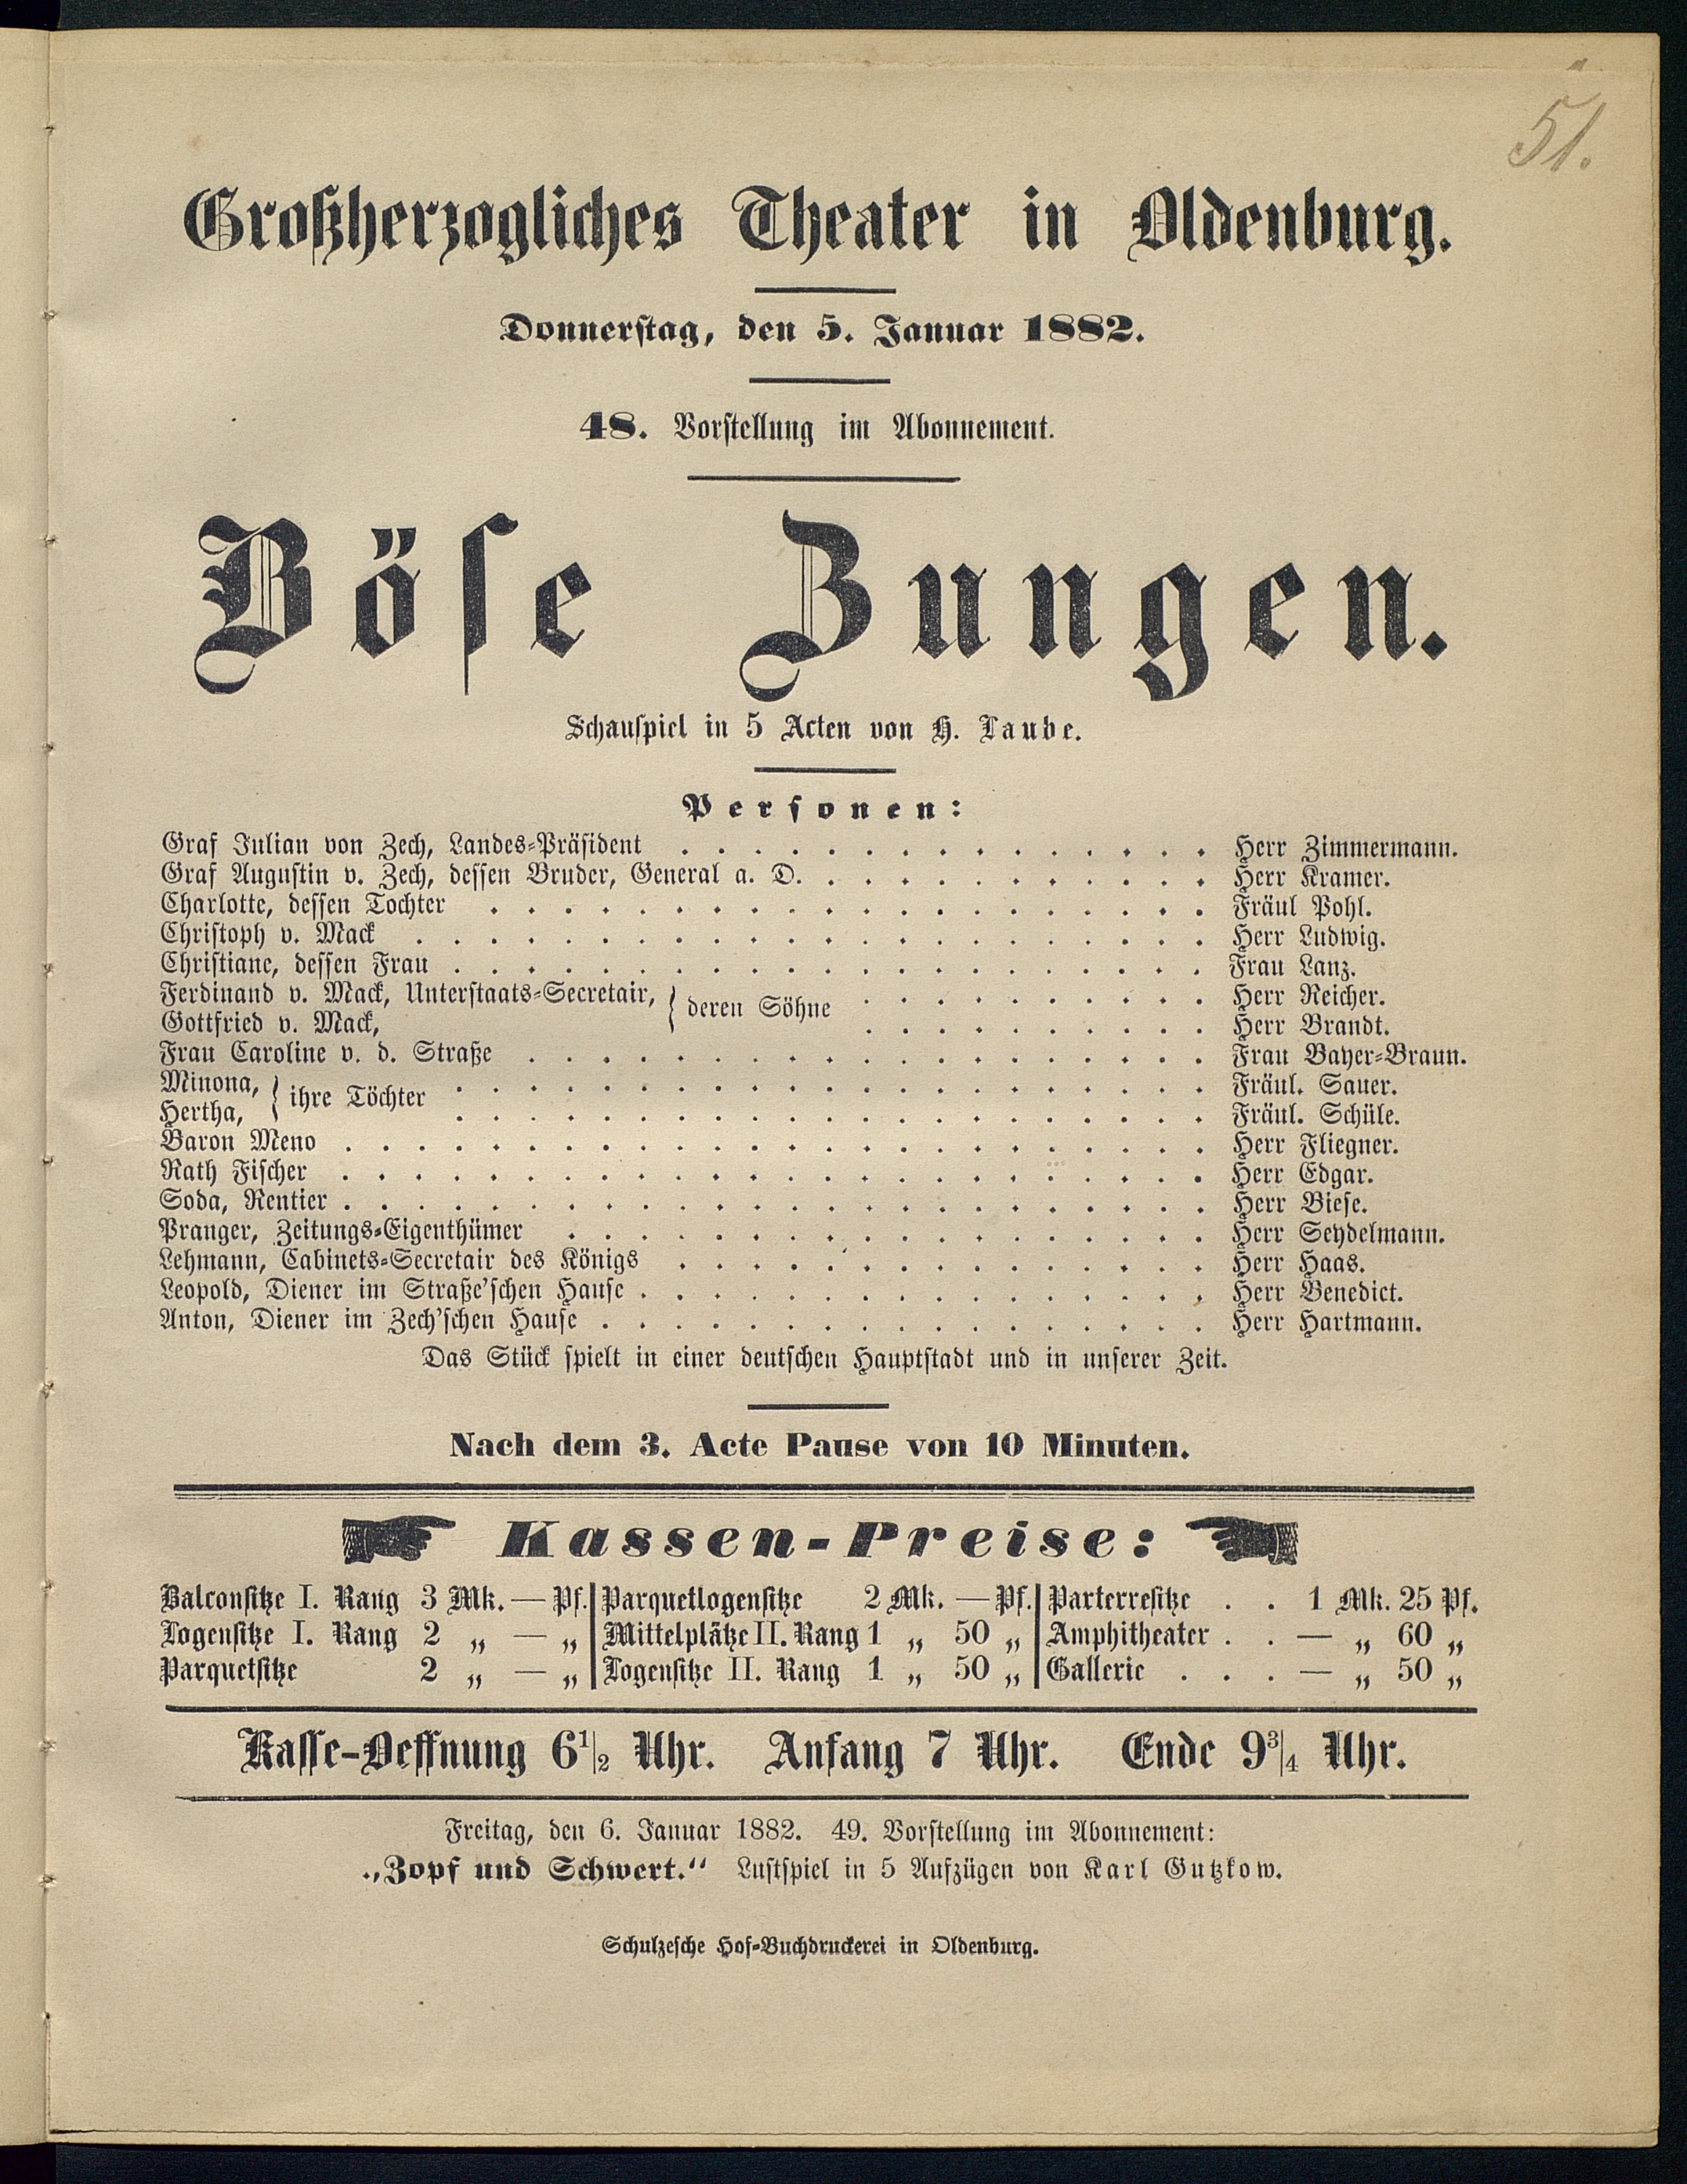 51.
Großherzogliches Theater in Oldenburg.
Donnerstag, den 5. Januar 1882.
48. Vorstellung im Abonnement.
Böse Zungen.
Schauspiel in 5 Acten von H. Laube.
Personen:
Graf Julian von Zech, Landes-Präsident . . . . . . . . . . . . . . . Herr Zimmermann.
Graf Augustin v. Zech, dessen Bruder, General a. D. . . . . . . . . . . . Herr Kramer.
Charlotte, dessen Tochter . . . . . . . . . . . . . . . . . . . . Fräul Pohl.
Christoph v. Mack . . . . . . . . . . . . . . . . . . . . . . Herr Ludwig.
Christiane, dessen Frau . . . . . . . . . . . . . . . . . . . . . Frau Lanz.
Ferdinand v. Mack, Unterstaats-Secretair, } deren Söhne . . . . . . . . . . Herr Reicher.
Gottfried v. Mack, . . . . . . . . . . Herr Brandt.
Frau Caroline v. d. Straße . . . . . . . . . . . . . . . . . . . Frau Bayer-Braun.
Minona, } ihre Töchter . . . . . . . . . . . . . . . . . . . . . Fräul. Sauer.
Hertha, . . . . . . . . . . . . . . . . . . . . . Fräul. Schüle.
Baron Meno . . . . . . . . . . . . . . . . . . . . . . . . Herr Fliegner.
Rath Fischer . . . . . . . . . . . . . . . . . . . . . . . . Herr Edgar.
Soda, Rentier . . . . . . . . . . . . . . . . . . . . . . . . Herr Biese.
Pranger, Zeitungs-Eigenthümer . . . . . . . . . . . . . . . . . . Herr Seydelmann.
Lehmann, Cabinets-Secretair des Königs . . . . . . . . . . . . . . . Herr Haas.
Leopold, Diener im Straße'schen Hause . . . . . . . . . . . . . . . . Herr Benedict.
Anton, Diener im Zech'schen Hause . . . . . . . . . . . . . . . . . Herr Hartmann.
Das Stück spielt in einer deutschen Hauptstadt und in unserer Zeit.
Nach dem 3. Acte Pause von 10 Minuten.
Kassen-Preise:
Balconsitze I. Rang 3 Mk. — Pf. Parquetlogensitze 2 Mk. — Pf. Parterresitze . . 1 Mk. 25 Pf.
Logensitze I. Rang 2 „ — „ Mittelplätze II. Rang 1 „ 50 „ Amphitheater . . — „ 60 „
Parquetsitze 2 „ — „ Logensitze II. Rang 1 „ 50 „ Gallerie . . . — „ 50 „
Kasse-Oeffnung 6 1/2 Uhr. Anfang 7 Uhr. Ende 9 3/4 Uhr.
Freitag, den 6. Januar 1882. 49. Vorstellung im Abonnement:
„Zopf und Schwert.“ Lustspiel in 5 Aufzügen von Karl Gutzkow.
Schulzesche Hof-Buchdruckerei in Oldenburg.